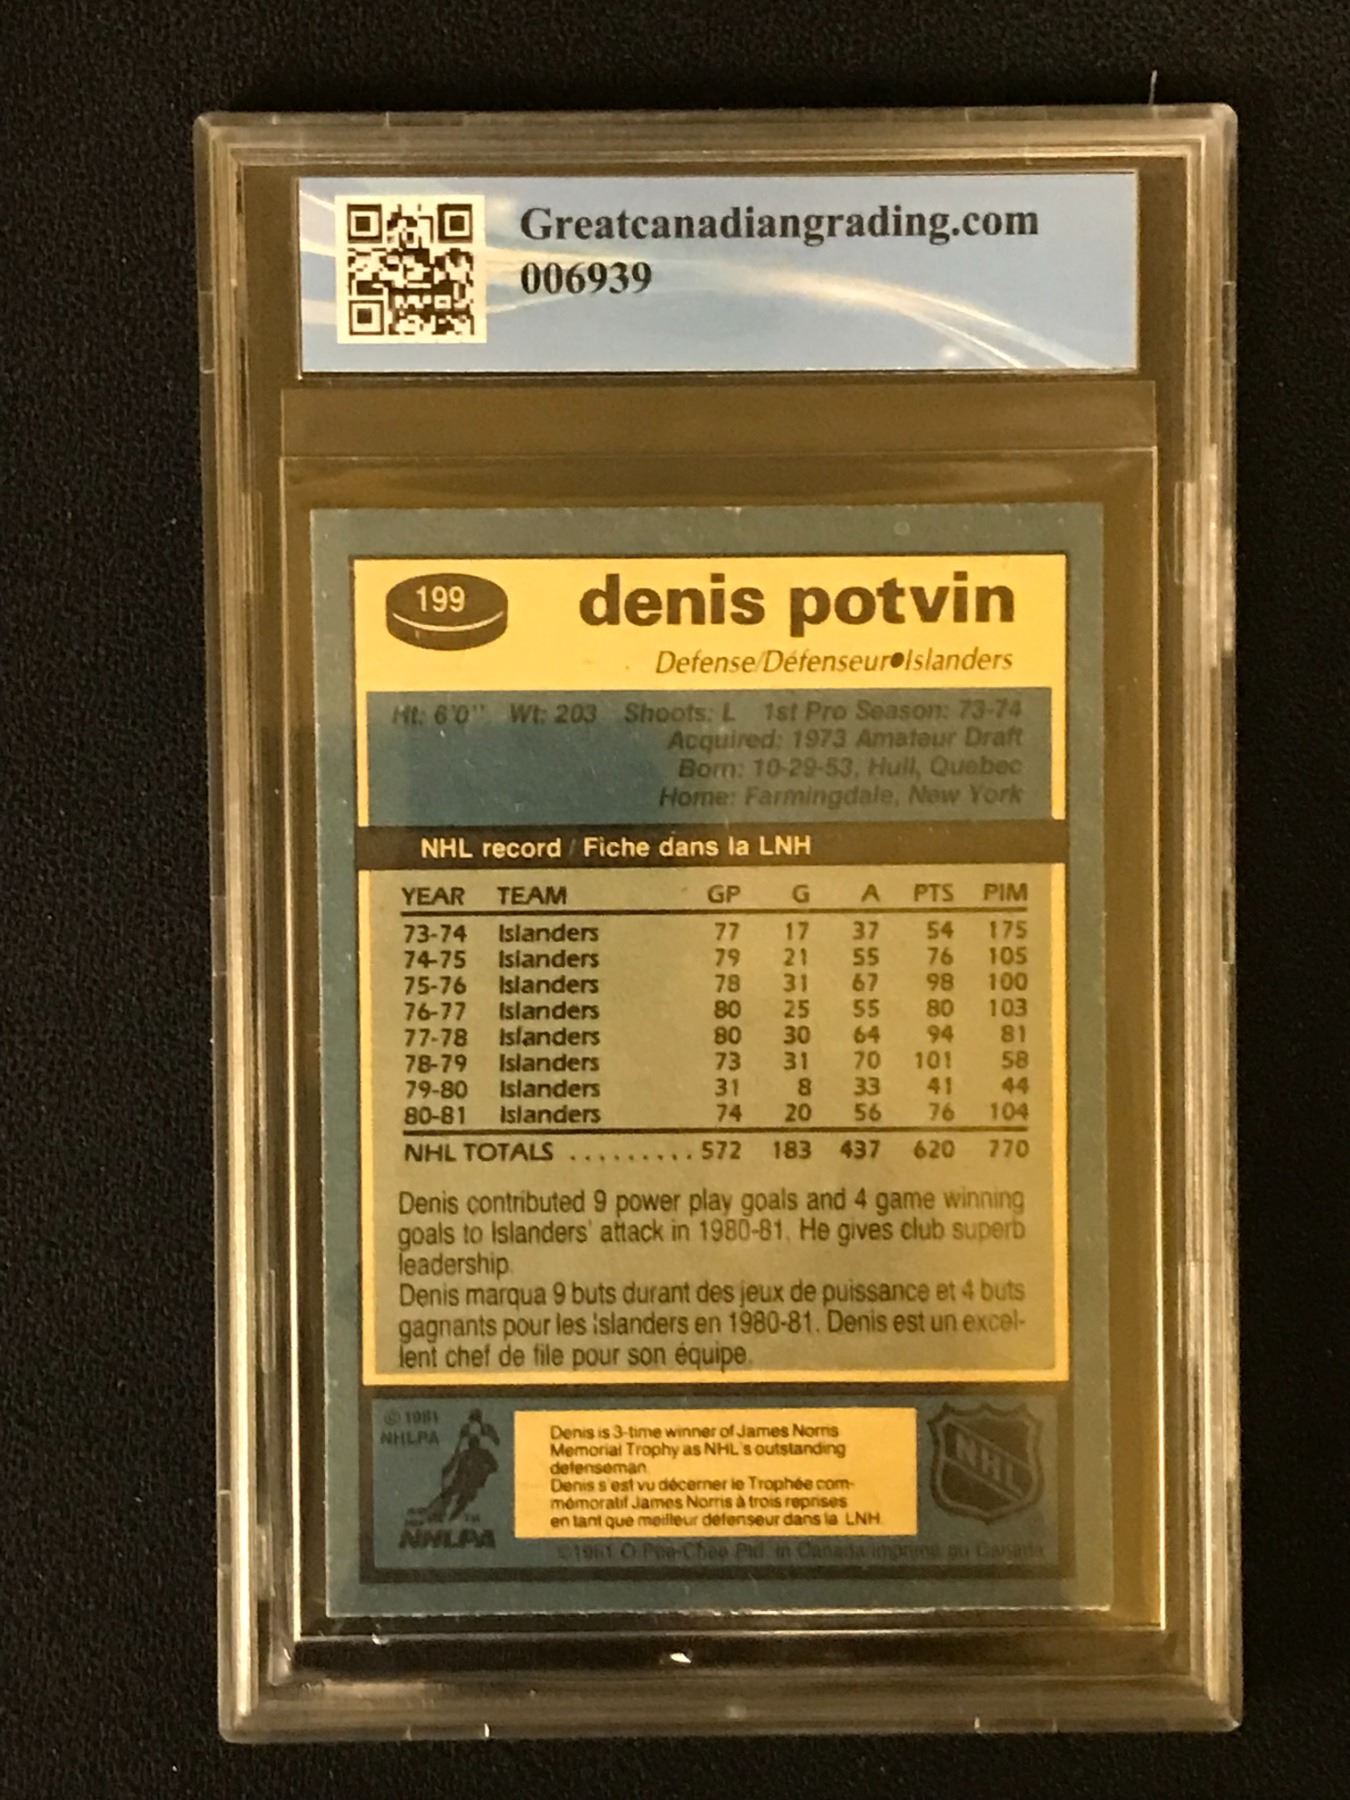 Greatcanadiangrading.com
006939
199
denis potvin
Defense/Défenseur●Islanders
Ht: 6'0" Wt: 203 Shoots: L 1st Pro Season: 73-74
Acquired: 1973 Amateur Draft
Born: 10-29-53, Hull, Quebec
Home: Farmingdale, New York
NHL record / Fiche dans la LNH
YEAR TEAM GP G A PTS PIM
73-74 Islanders 77 17 37 54 175
74-75 Islanders 79 21 55 76 105
75-76 Islanders 78 31 67 98 100
76-77 Islanders 80 25 55 80 103
77-78 Islanders 80 30 64 94 81
78-79 Islanders 73 31 70 101 58
79-80 Islanders 31 8 33 41 44
80-81 Islanders 74 20 56 76 104
NHL TOTALS ......... 572 183 437 620 770
Denis contributed 9 power play goals and 4 game winning
goals to Islanders' attack in 1980-81. He gives club superb
leadership.
Denis marqua 9 buts durant des jeux de puissance et 4 buts
gagnants pour les Islanders en 1980-81. Denis est un excel-
lent chef de file pour son équipe.
© 1981
NHLPA
NHLPA
Denis is 3-time winner of James Norris
Memorial Trophy as NHL's outstanding
defenseman.
Denis s'est vu décerner le Trophée com-
mémoratif James Norris à trois reprises
en tant que meilleur défenseur dans la LNH.
NHL
©1981 O-Pee-Chee Ptd. in Canada Imprimé au Canada